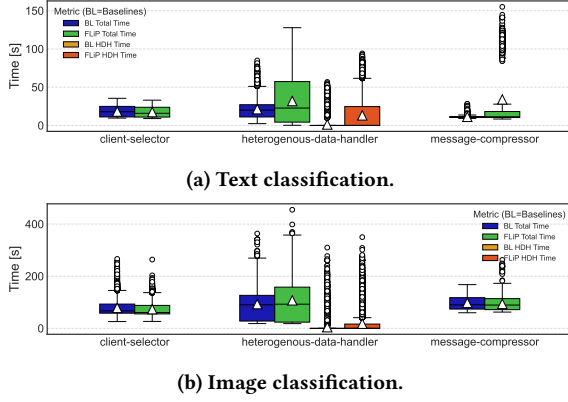 Metric (BL=Baselines)
BL Total Time
FLiP Total Time
BL HDH Time
FLiP HDH Time
Time [s]
150
100
50
0
client-selector
heterogenous-data-handler
message-compressor
(a) Text classification.
Metric (BL=Baselines)
BL Total Time
FLiP Total Time
BL HDH Time
FLiP HDH Time
Time [s]
400
200
0
client-selector
heterogenous-data-handler
message-compressor
(b) Image classification.